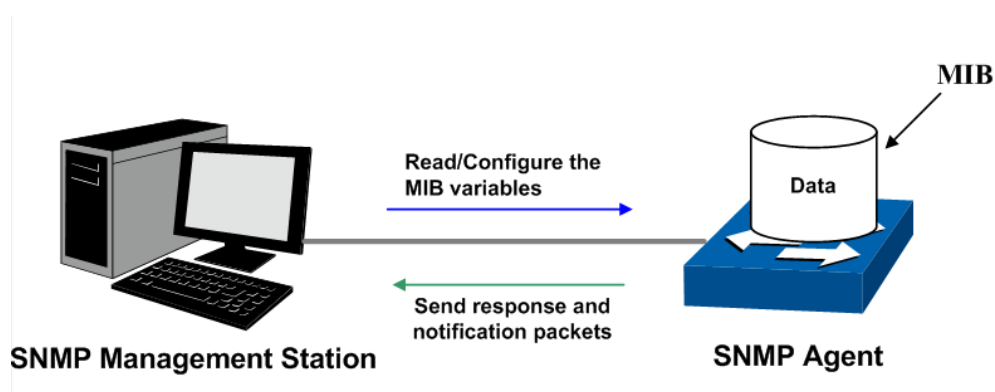 MIB
Read/Configure the
MIB variables
Data
Send response and
notification packets
SNMP Management Station
SNMP Agent